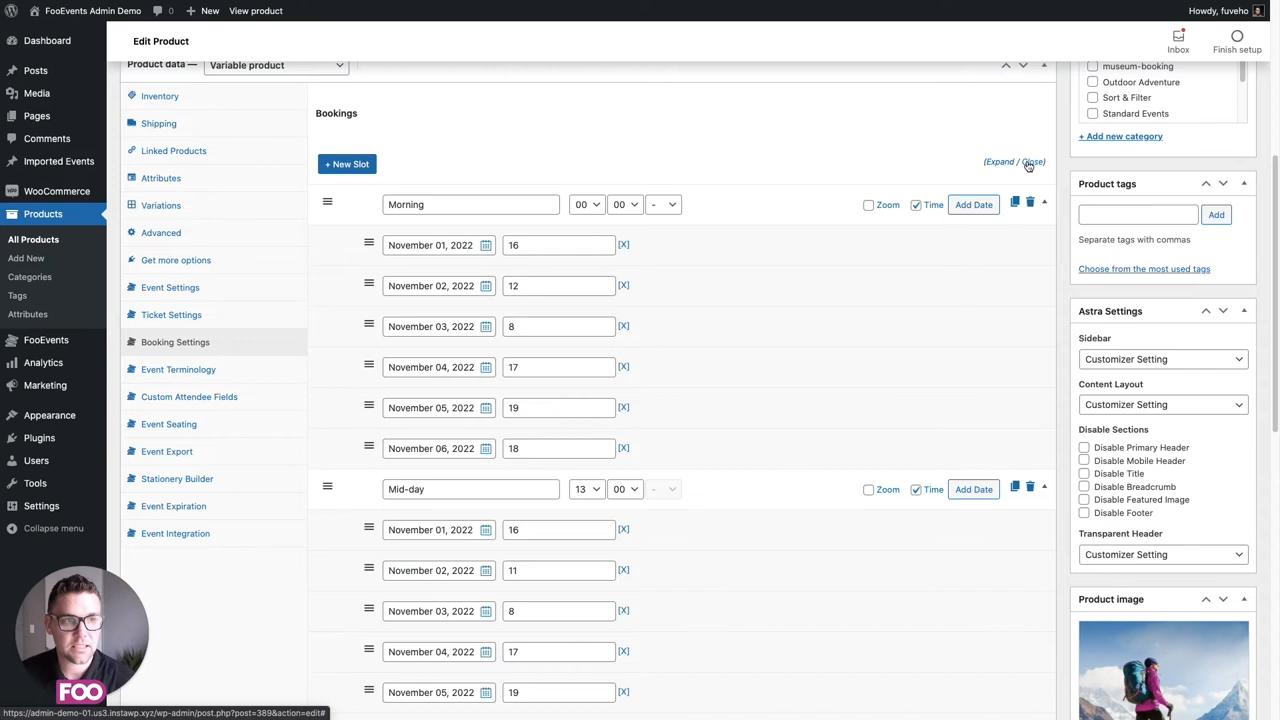 FooEvents Admin Demo 0 + New View product Howdy, fuveho
Edit Product
Inbox
Finish setup
Dashboard
Posts
Media
Pages
Comments
Imported Events
WooCommerce
Products
All Products
Add New
Categories
Tags
Attributes
FooEvents
Analytics
Marketing
Appearance
Plugins
Users
Tools
Settings
Collapse menu
Product data — Variable product
Inventory
Shipping
Linked Products
Attributes
Variations
Advanced
Get more options
Event Settings
Ticket Settings
Booking Settings
Event Terminology
Custom Attendee Fields
Event Seating
Event Export
Stationery Builder
Event Expiration
Event Integration
Bookings
+ New Slot
(Expand / Close)
Morning 00 00 - Zoom Time Add Date
November 01, 2022 16 [X]
November 02, 2022 12 [X]
November 03, 2022 8 [X]
November 04, 2022 17 [X]
November 05, 2022 19 [X]
November 06, 2022 18 [X]
Mid-day 13 00 - Zoom Time Add Date
November 01, 2022 16 [X]
November 02, 2022 11 [X]
November 03, 2022 8 [X]
November 04, 2022 17 [X]
November 05, 2022 19 [X]
museum-booking
Outdoor Adventure
Sort & Filter
Standard Events
+ Add new category
Product tags
Add
Separate tags with commas
Choose from the most used tags
Astra Settings
Sidebar
Customizer Setting
Content Layout
Customizer Setting
Disable Sections
Disable Primary Header
Disable Mobile Header
Disable Title
Disable Breadcrumb
Disable Featured Image
Disable Footer
Transparent Header
Customizer Setting
Product image
FOO
https://admin-demo-01.us3.instawp.xyz/wp-admin/post.php?post=389&action=edit#